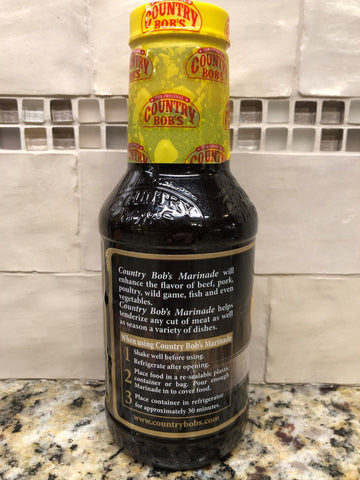 COUNTRY
BOB'S
COUNTRY
BOB'S
THE ORIGINAL
COUNTRY
BOB'S
COUNTRY
Country Bob's Marinade will
enhance the flavor of beef, pork,
poultry, wild game, fish and even
vegetables.
Country Bob's Marinade helps
tenderize any cut of meat as well
as season a variety of dishes.
When using Country Bob's Marinade
1 Shake well before using.
Refrigerate after opening.
2 Place food in a re-sealable plastic
container or bag. Pour enough
Marinade in to cover food.
3 Place container in refrigerator
for approximately 30 minutes.
www.countrybobs.com